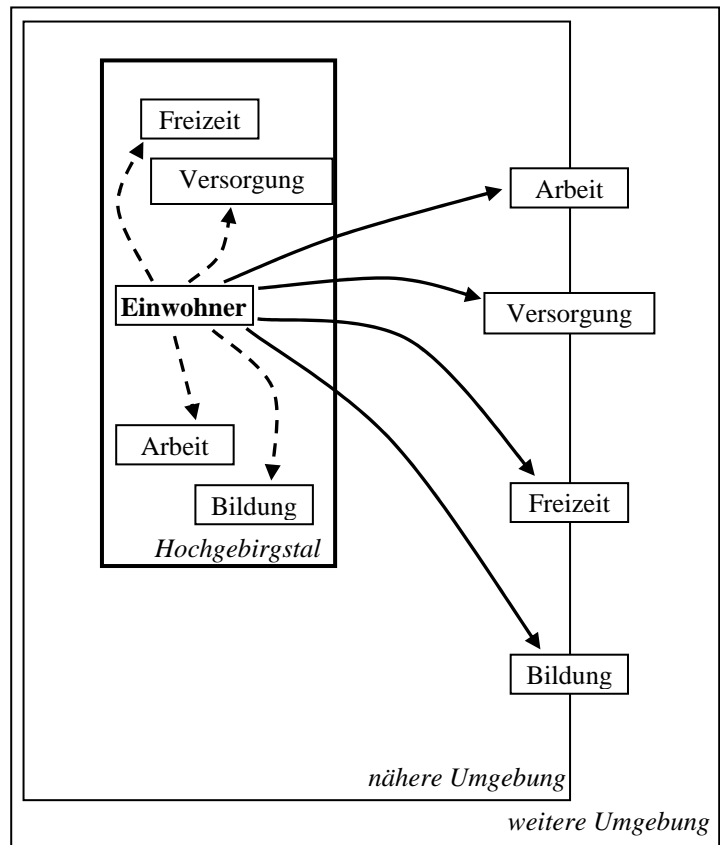 Freizeit
Versorgung
Arbeit
Einwohner
Versorgung
Arbeit
Bildung
Freizeit
Hochgebirgstal
Bildung
nähere Umgebung
weitere Umgebung